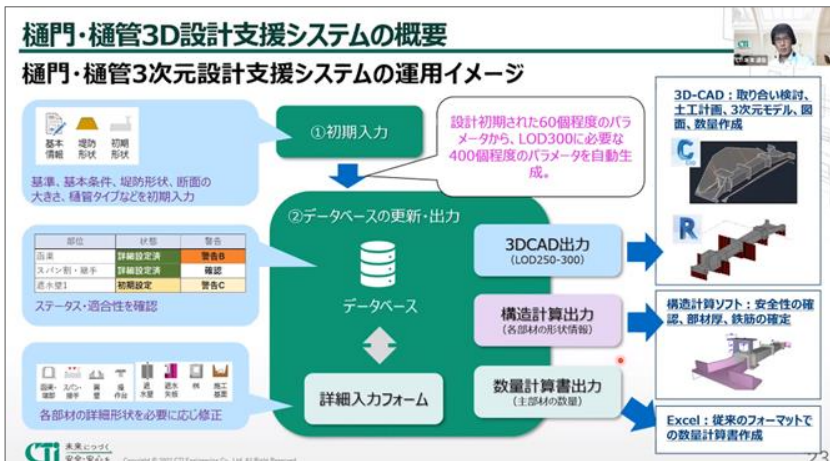 樋門・樋管3D設計支援システムの概要
樋門・樋管3次元設計支援システムの運用イメージ
基本
情報
堤防
形状
初期
形状
基準、基本条件、堤防形状、断面の
大きさ、樋管タイプなどを初期入力
①初期入力
設計初期された60個程度のパラ
メータから、LOD300に必要な
400個程度のパラメータを自動生
成。
②データベースの更新・出力
部位 状態 警告
函渠 詳細設定済 警告B
スパン割・継手 詳細設定済 確認
遮水壁1 初期設定 警告C
ステータス・適合性を確認
データベース
詳細入力フォーム
各部材の詳細形状を必要に応じ修正
3DCAD出力
(LOD250-300)
構造計算出力
(各部材の形状情報)
数量計算書出力
(主部材の数量)
3D-CAD：取り合い検討、
土工計画、3次元モデル、図
面、数量作成
C
R
構造計算ソフト：安全性の確
認、部材厚、鉄筋の確定
Excel：従来のフォーマットで
の数量計算書作成
CTi
未来につづく
安全・安心を
23